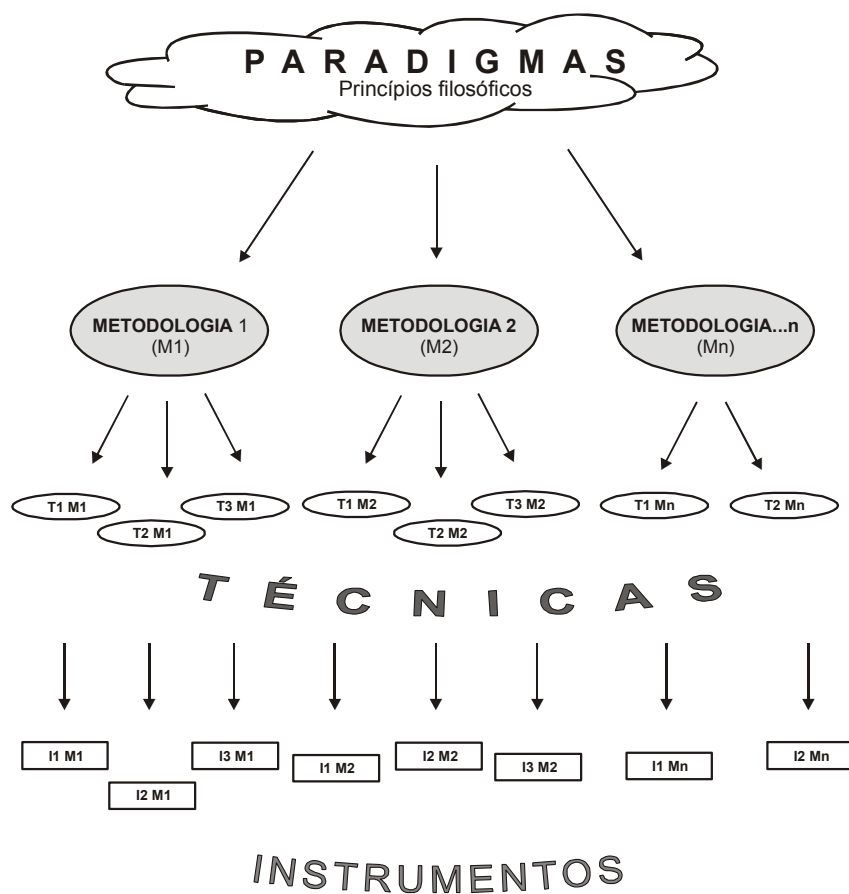 PARADIGMAS
Princípios filosóficos
METODOLOGIA 1
(M1)
METODOLOGIA 2
(M2)
METODOLOGIA...n
(Mn)
T1 M1
T2 M1
T3 M1
T1 M2
T2 M2
T3 M2
T1 Mn
T2 Mn
TÉCNICAS
I1 M1
I2 M1
I3 M1
I1 M2
I2 M2
I3 M2
I1 Mn
I2 Mn
INSTRUMENTOS